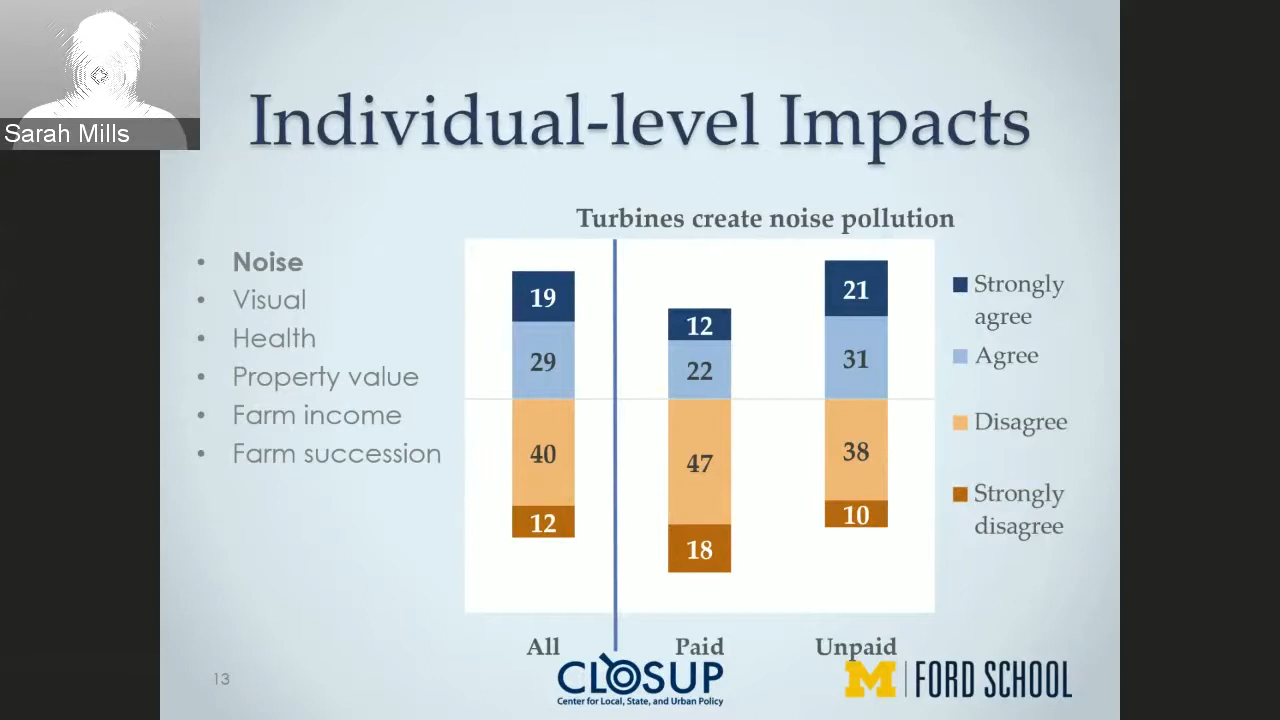 Sarah Mills
Individual-level Impacts
Turbines create noise pollution
• Noise
• Visual
• Health
• Property value
• Farm income
• Farm succession
19
29
40
12
12
22
47
18
21
31
38
10
Strongly
agree
Agree
Disagree
Strongly
disagree
All
Paid
Unpaid
13
CLOSUP
Center for Local, State, and Urban Policy
M FORD SCHOOL